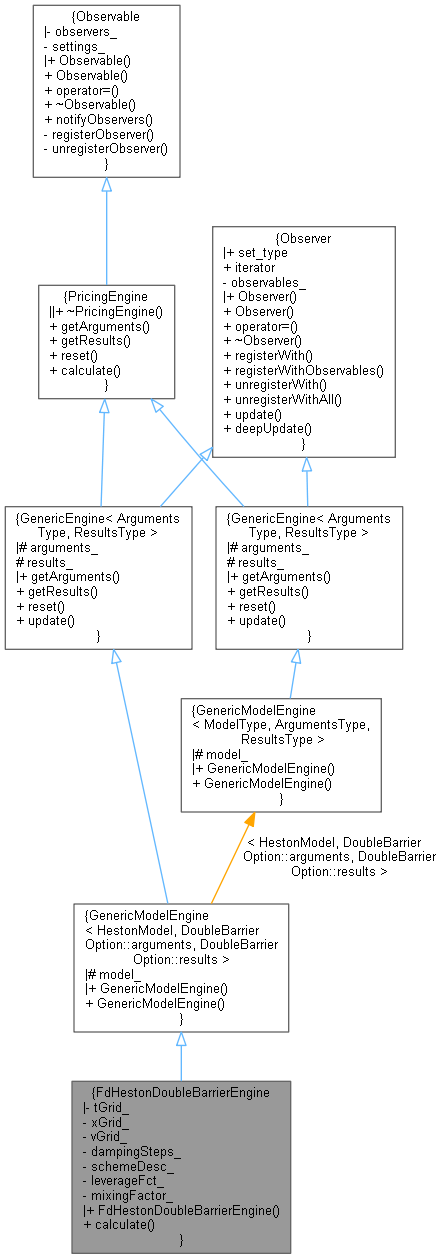 {Observable
|- observers_
- settings_
|+ Observable()
+ Observable()
+ operator=()
+ ~Observable()
+ notifyObservers()
- registerObserver()
- unregisterObserver()
}
{Observer
|+ set_type
+ iterator
- observables_
|+ Observer()
+ Observer()
+ operator=()
+ ~Observer()
+ registerWith()
+ registerWithObservables()
+ unregisterWith()
+ unregisterWithAll()
+ update()
+ deepUpdate()
}
{PricingEngine
||+ ~PricingEngine()
+ getArguments()
+ getResults()
+ reset()
+ calculate()
}
{GenericEngine< Arguments
Type, ResultsType >
|# arguments_
# results_
|+ getArguments()
+ getResults()
+ reset()
+ update()
}
{GenericEngine< Arguments
Type, ResultsType >
|# arguments_
# results_
|+ getArguments()
+ getResults()
+ reset()
+ update()
}
{GenericModelEngine
< ModelType, ArgumentsType,
ResultsType >
|# model_
|+ GenericModelEngine()
+ GenericModelEngine()
}
< HestonModel, DoubleBarrier
Option::arguments, DoubleBarrier
Option::results >
{GenericModelEngine
< HestonModel, DoubleBarrier
Option::arguments, DoubleBarrier
Option::results >
|# model_
|+ GenericModelEngine()
+ GenericModelEngine()
}
{FdHestonDoubleBarrierEngine
|- tGrid_
- xGrid_
- vGrid_
- dampingSteps_
- schemeDesc_
- leverageFct_
- mixingFactor_
|+ FdHestonDoubleBarrierEngine()
+ calculate()
}